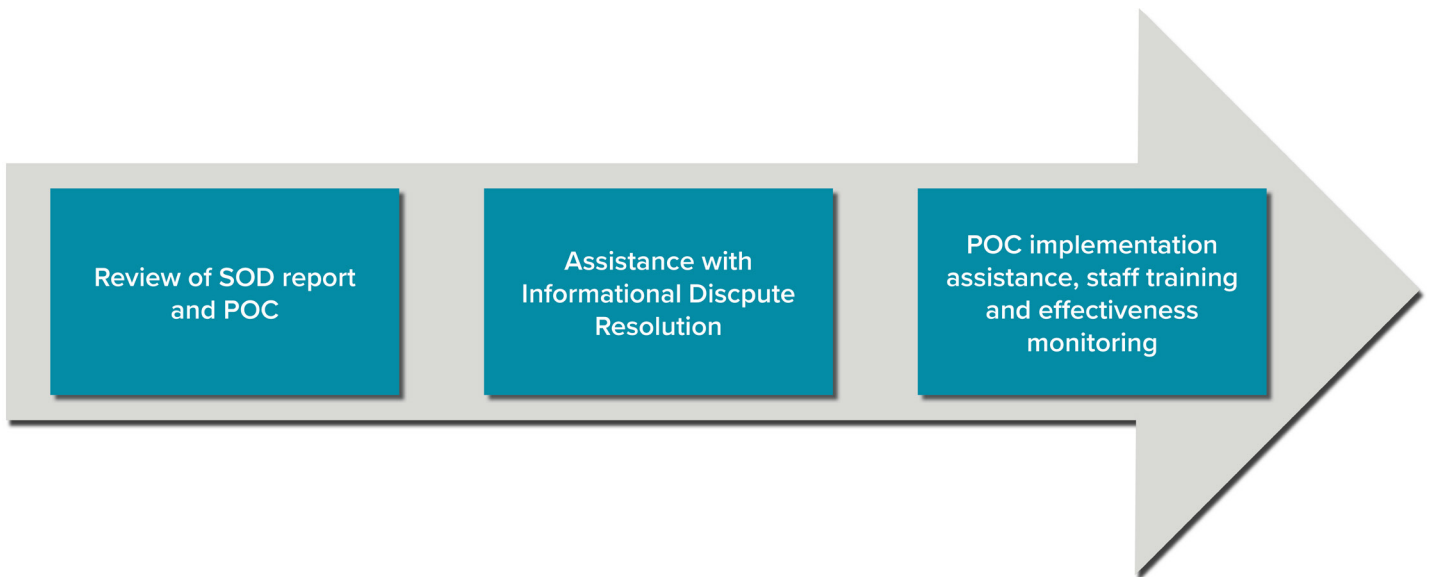 Review of SOD report
and POC
Assistance with
Informational Discpute
Resolution
POC implementation
assistance, staff training
and effectiveness
monitoring